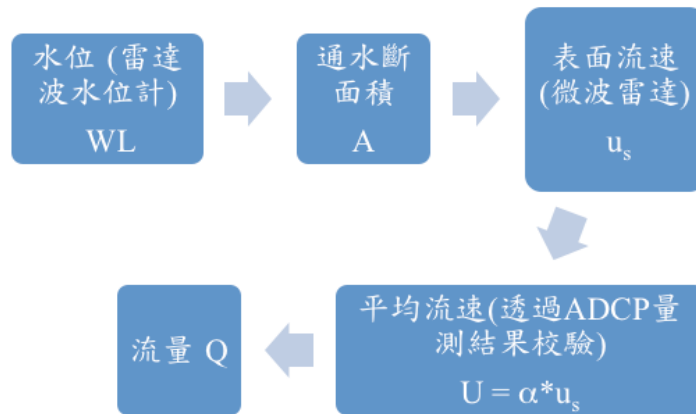 水位 (雷達
波水位計)
WL
通水斷
面積
A
表面流速
(微波雷達)
uₛ
平均流速(透過ADCP量
測結果校驗)
U = α*uₛ
流量 Q